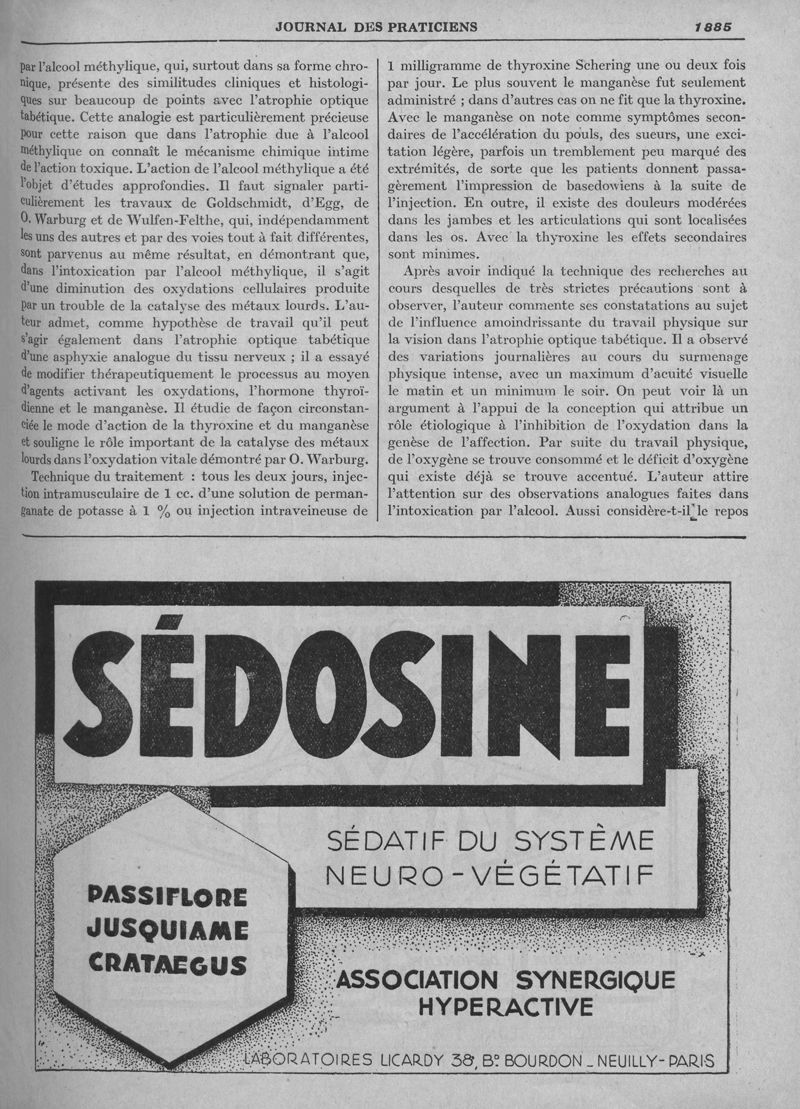 JOURNAL DES PRATICIENS
1885
par l'alcool méthylique, qui, surtout dans sa forme chro-
nique, présente des similitudes cliniques et histologi-
ques sur beaucoup de points avec l'atrophie optique
tabétique. Cette analogie est particulièrement précieuse
pour cette raison que dans l'atrophie due à l'alcool
méthylique on connaît le mécanisme chimique intime
de l'action toxique. L'action de l'alcool méthylique a été
l'objet d'études approfondies. Il faut signaler parti-
culièrement les travaux de Goldschmidt, d'Egg, de
O. Warburg et de Wulfen-Felthe, qui, indépendamment
les uns des autres et par des voies tout à fait différentes,
sont parvenus au même résultat, en démontrant que,
dans l'intoxication par l'alcool méthylique, il s'agit
d'une diminution des oxydations cellulaires produite
par un trouble de la catalyse des métaux lourds. L'au-
teur admet, comme hypothèse de travail qu'il peut
s'agir également dans l'atrophie optique tabétique
d'une asphyxie analogue du tissu nerveux ; il a essayé
de modifier thérapeutiquement le processus au moyen
d'agents activant les oxydations, l'hormone thyroï-
dienne et le manganèse. Il étudie de façon circonstan-
ciée le mode d'action de la thyroxine et du manganèse
et souligne le rôle important de la catalyse des métaux
lourds dans l'oxydation vitale démontré par O. Warburg.
Technique du traitement : tous les deux jours, injec-
tion intramusculaire de 1 cc. d'une solution de perman-
ganate de potasse à 1 % ou injection intraveineuse de
1 milligramme de thyroxine Schering une ou deux fois
par jour. Le plus souvent le manganèse fut seulement
administré ; dans d'autres cas on ne fit que la thyroxine.
Avec le manganèse on note comme symptômes secon-
daires de l'accélération du pouls, des sueurs, une exci-
tation légère, parfois un tremblement peu marqué des
extrémités, de sorte que les patients donnent passa-
gèrement l'impression de basedowiens à la suite de
l'injection. En outre, il existe des douleurs modérées
dans les jambes et les articulations qui sont localisées
dans les os. Avec la thyroxine les effets secondaires
sont minimes.
Après avoir indiqué la technique des recherches au
cours desquelles de très strictes précautions sont à
observer, l'auteur commente ses constatations au sujet
de l'influence amoindrissante du travail physique sur
la vision dans l'atrophie optique tabétique. Il a observé
des variations journalières au cours du surmenage
physique intense, avec un maximum d'acuité visuelle
le matin et un minimum le soir. On peut voir là un
argument à l'appui de la conception qui attribue un
rôle étiologique à l'inhibition de l'oxydation dans la
genèse de l'affection. Par suite du travail physique,
de l'oxygène se trouve consommé et le déficit d'oxygène
qui existe déjà se trouve accentué. L'auteur attire
l'attention sur des observations analogues faites dans
l'intoxication par l'alcool. Aussi considère-t-il le repos
SÉDOSINE
SÉDATIF DU SYSTÈME
NEURO-VÉGÉTATIF
PASSIFLORE
JUSQUIAME
CRATAEGUS
ASSOCIATION SYNERGIQUE
HYPERACTIVE
LABORATOIRES LICARDY 38, Bᴰ BOURDON _ NEUILLY-PARIS